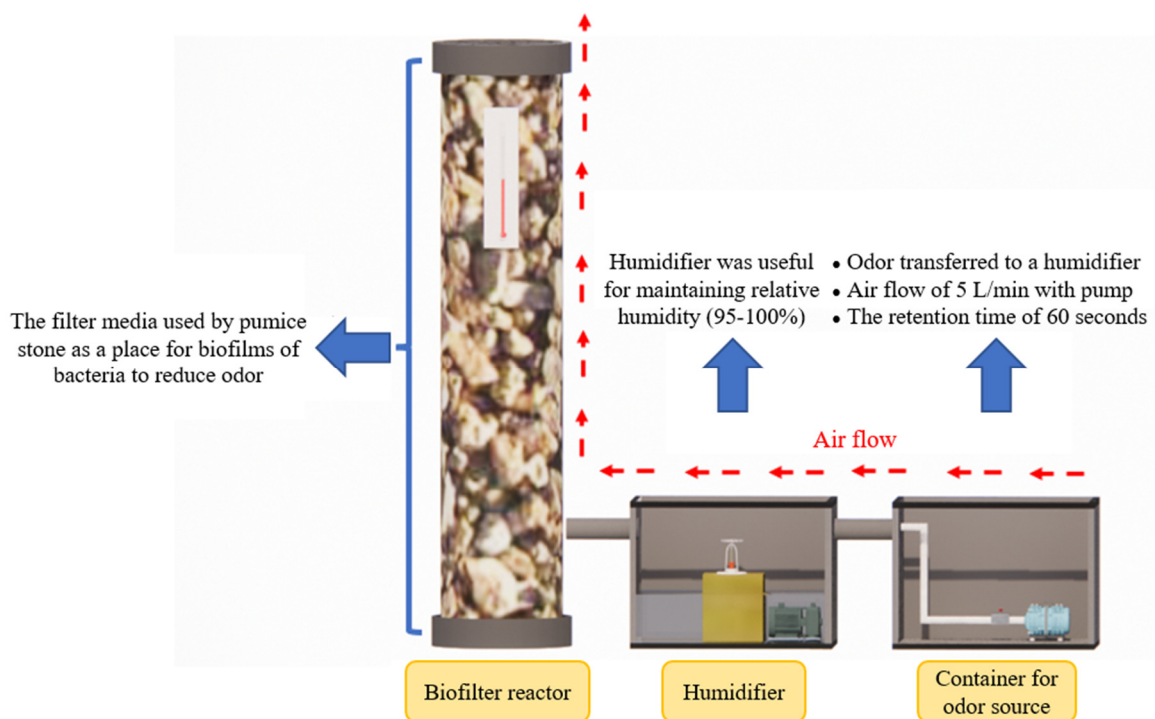 The filter media used by pumice
stone as a place for biofilms of
bacteria to reduce odor
Humidifier was useful
for maintaining relative
humidity (95-100%)
• Odor transferred to a humidifier
• Air flow of 5 L/min with pump
• The retention time of 60 seconds
Air flow
Biofilter reactor
Humidifier
Container for
odor source